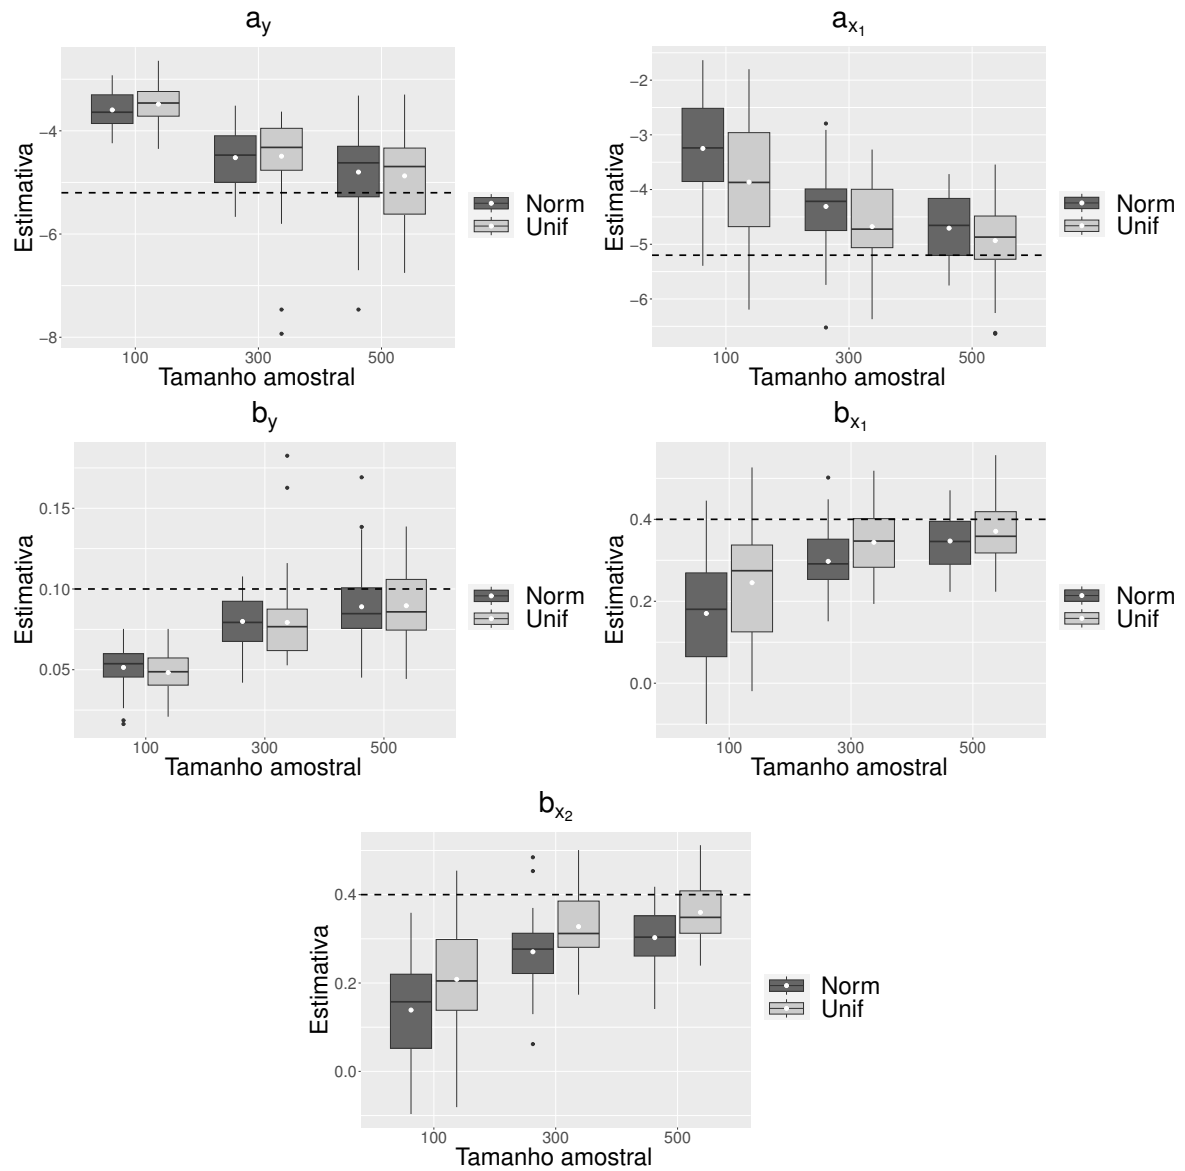 a_y
Estimativa
−4
−6
−8
100 300 500
Tamanho amostral
Norm
Unif
a_x₁
Estimativa
−2
−3
−4
−5
−6
100 300 500
Tamanho amostral
Norm
Unif
b_y
Estimativa
0.15
0.10
0.05
100 300 500
Tamanho amostral
Norm
Unif
b_x₁
Estimativa
0.4
0.2
0.0
100 300 500
Tamanho amostral
Norm
Unif
b_x₂
Estimativa
0.4
0.2
0.0
100 300 500
Tamanho amostral
Norm
Unif